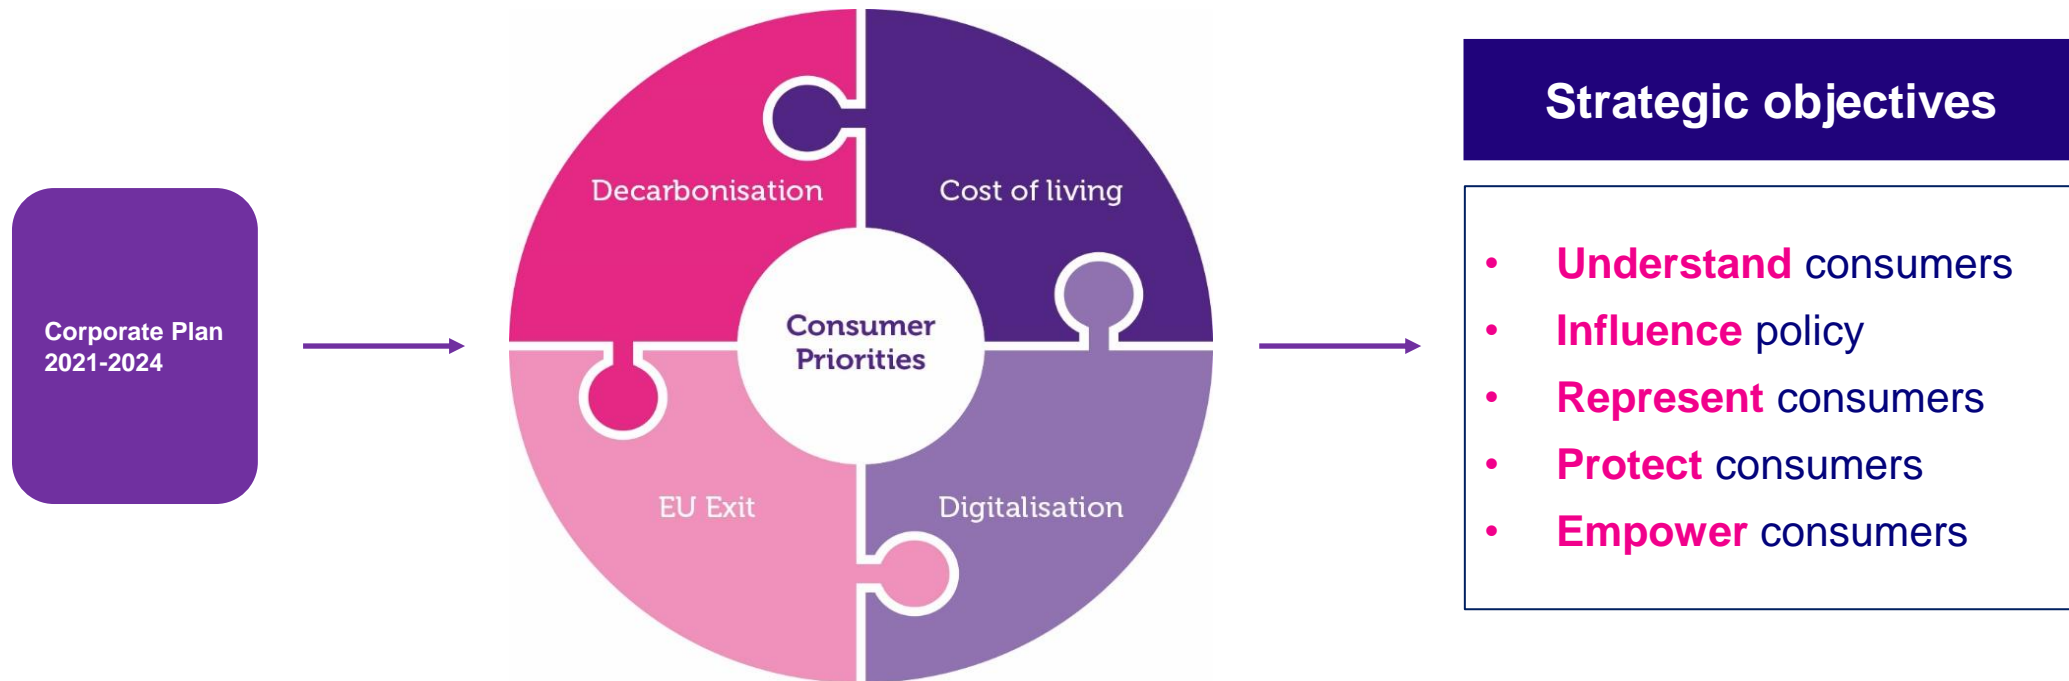 Corporate Plan
2021-2024
Decarbonisation
Cost of living
Consumer
Priorities
EU Exit
Digitalisation
Strategic objectives
• Understand consumers
• Influence policy
• Represent consumers
• Protect consumers
• Empower consumers